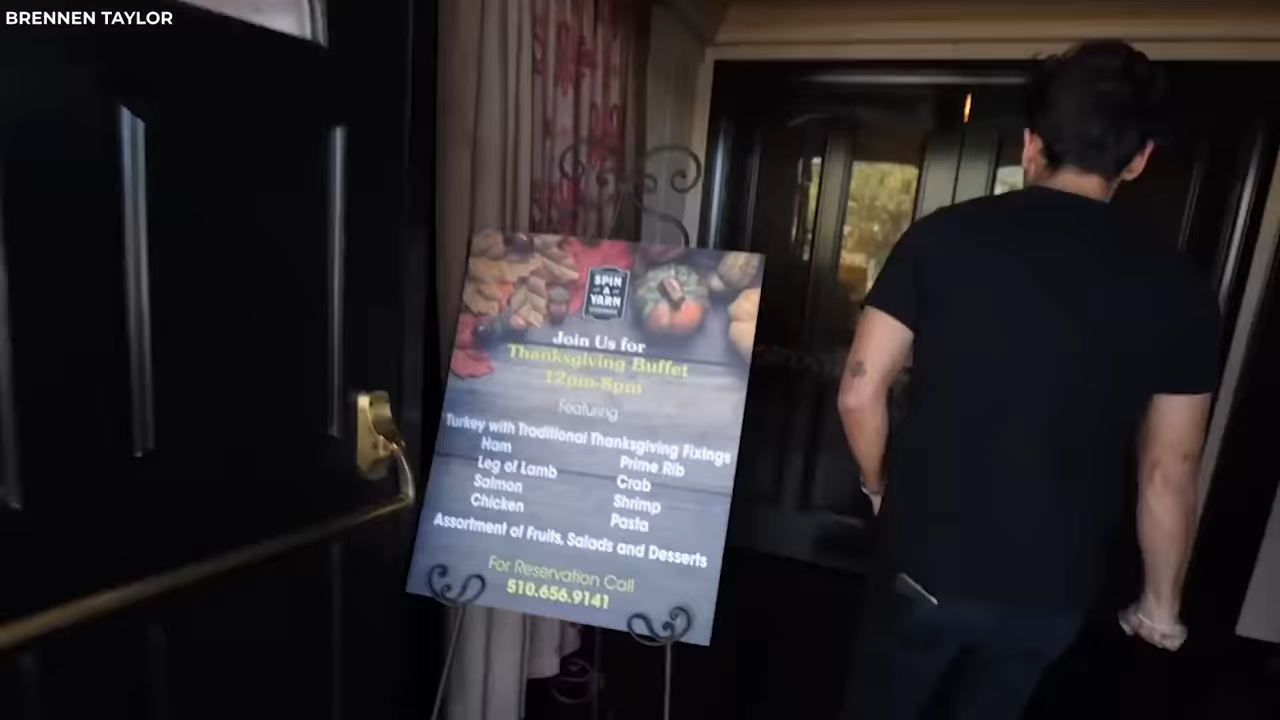 BRENNEN TAYLOR
SPIN
A
YARN
Join Us for
Thanksgiving Buffet
12pm-8pm
Featuring
Turkey with Traditional Thanksgiving Fixings
Ham
Prime Rib
Leg of Lamb
Crab
Salmon
Shrimp
Chicken
Pasta
Assortment of Fruits, Salads and Desserts
For Reservation Call
510.656.9141